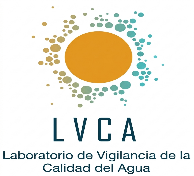 LVCA
Laboratorio de Vigilancia de la
Calidad del Agua